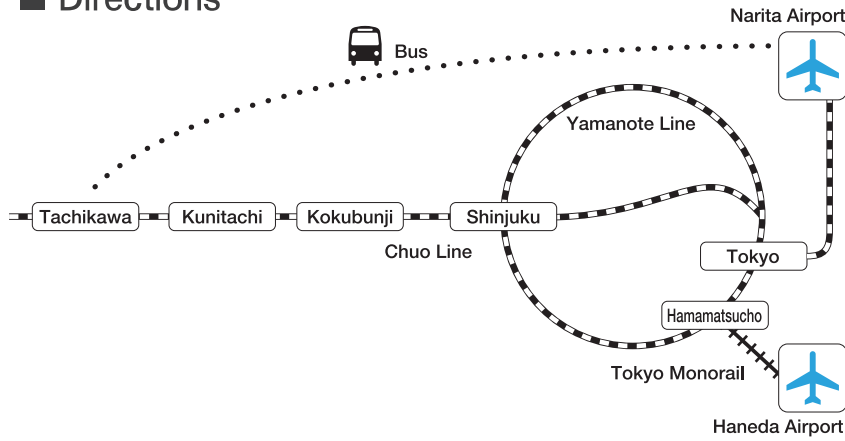 ■ Directions
Narita Airport
Bus
Yamanote Line
Tachikawa
Kunitachi
Kokubunji
Shinjuku
Chuo Line
Tokyo
Hamamatsucho
Tokyo Monorail
Haneda Airport